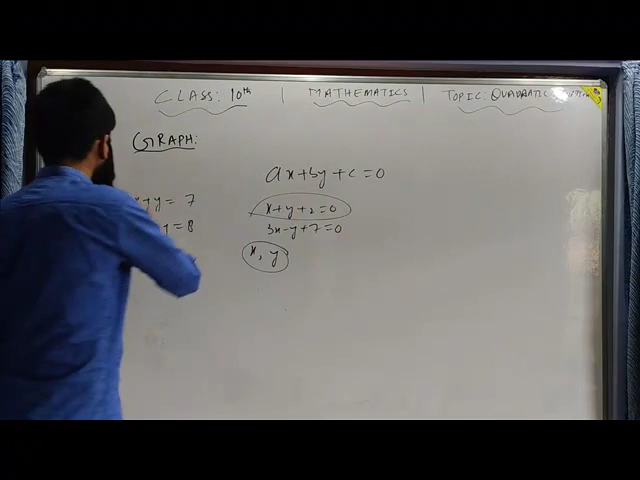 CLASS: 10th | MATHEMATICS | TOPIC: QUADRATIC
GRAPH:
ax+by+c=0
x+y=7
x+y+2=0
y=8
3x-y+7=0
x, y